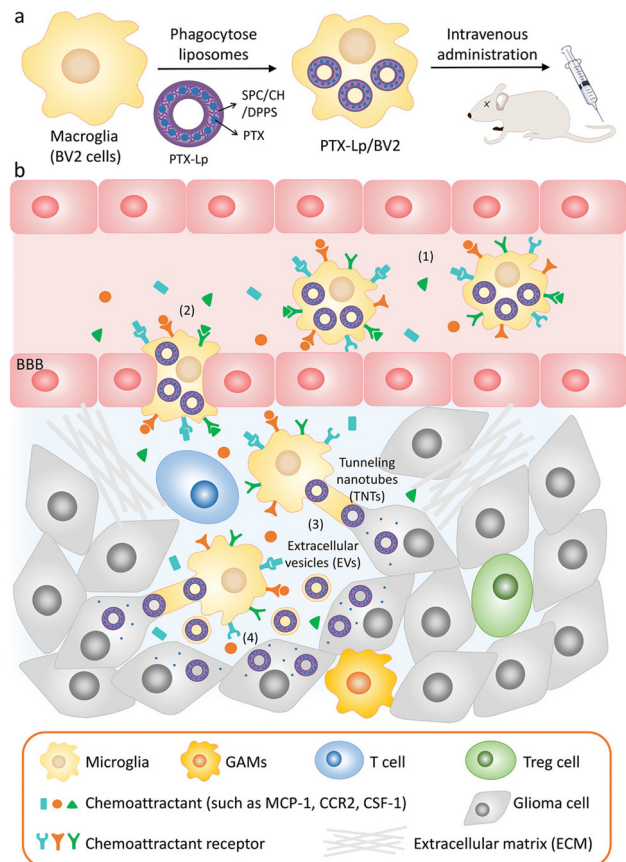 a
Phagocytose
liposomes
Intravenous
administration
SPC/CH
/DPPS
PTX
Macroglia
(BV2 cells)
PTX-Lp
PTX-Lp/BV2
x
b
(1)
(2)
BBB
Tunneling
nanotubes
(TNTs)
(3)
Extracellular
vesicles (EVs)
(4)
Microglia
GAMs
T cell
Treg cell
Chemoattractant (such as MCP-1, CCR2, CSF-1)
Glioma cell
Chemoattractant receptor
Extracellular matrix (ECM)